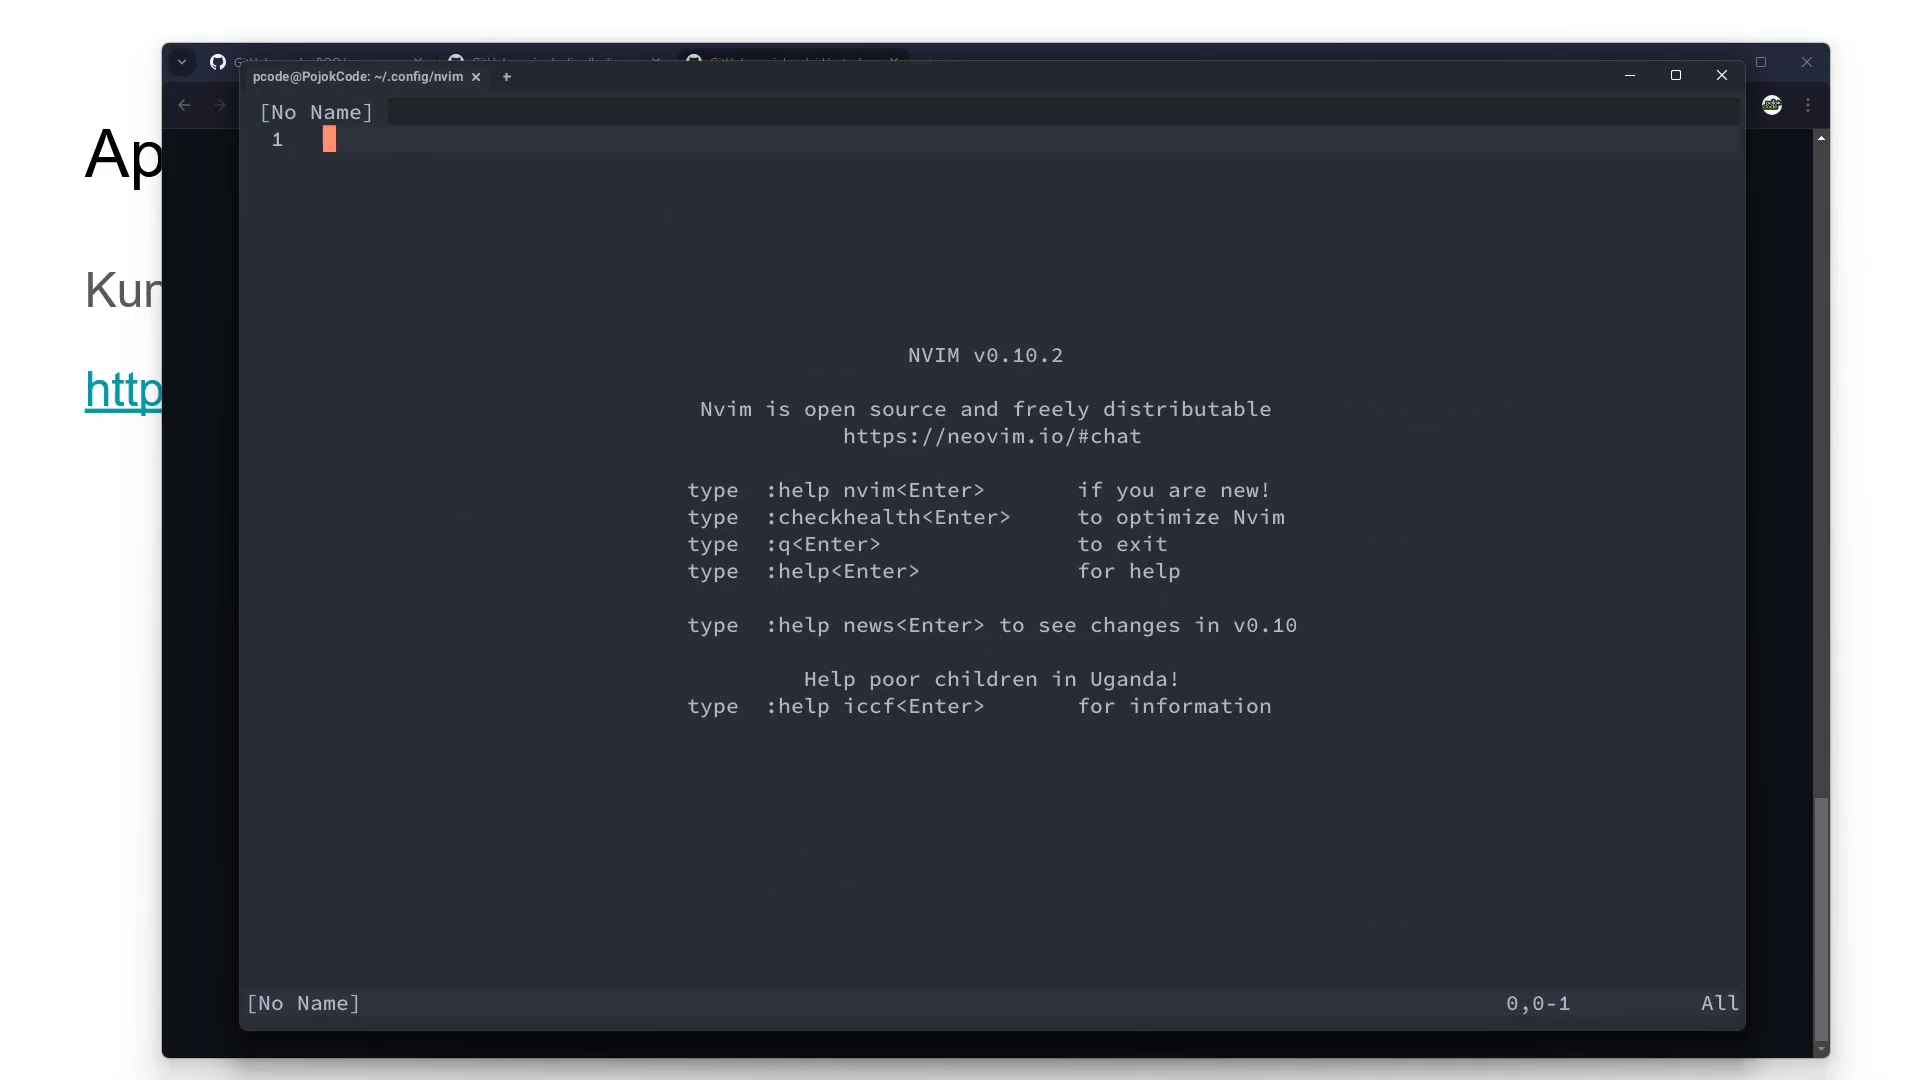 pcode@PojokCode: ~/.config/nvim
[No Name]
1
NVIM v0.10.2
Nvim is open source and freely distributable
https://neovim.io/#chat
type :help nvim<Enter> if you are new!
type :checkhealth<Enter> to optimize Nvim
type :q<Enter> to exit
type :help<Enter> for help
type :help news<Enter> to see changes in v0.10
Help poor children in Uganda!
type :help iccf<Enter> for information
[No Name] 0,0-1 All
Ap
Kun
http